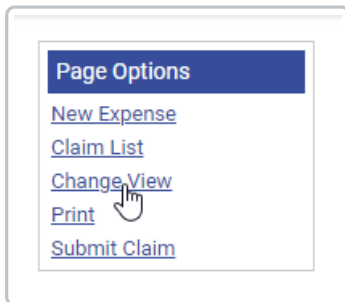 Page Options
New Expense
Claim List
Change View
Print
Submit Claim